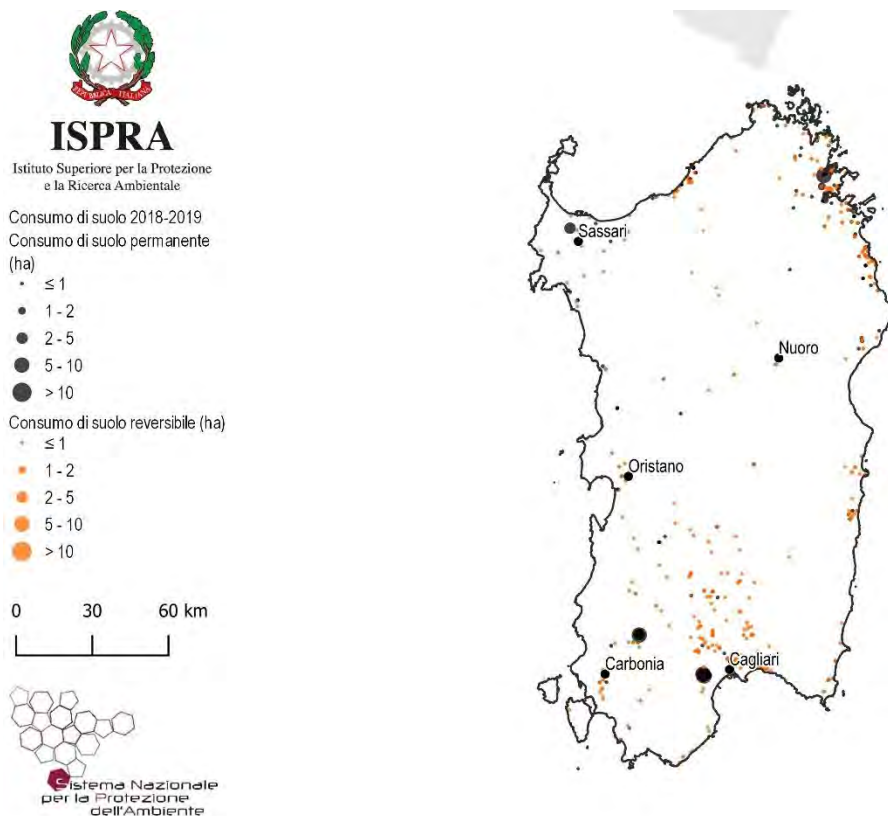 REPVBBLICA ITALIANA
ISPRA
Istituto Superiore per la Protezione
e la Ricerca Ambientale
Consumo di suolo 2018-2019
Consumo di suolo permanente
(ha)
≤ 1
1 - 2
2 - 5
5 - 10
> 10
Consumo di suolo reversibile (ha)
≤ 1
1 - 2
2 - 5
5 - 10
> 10
0 30 60 km
Sistema Nazionale
per la Protezione
dell'Ambiente
Sassari
Nuoro
Oristano
Carbonia
Cagliari